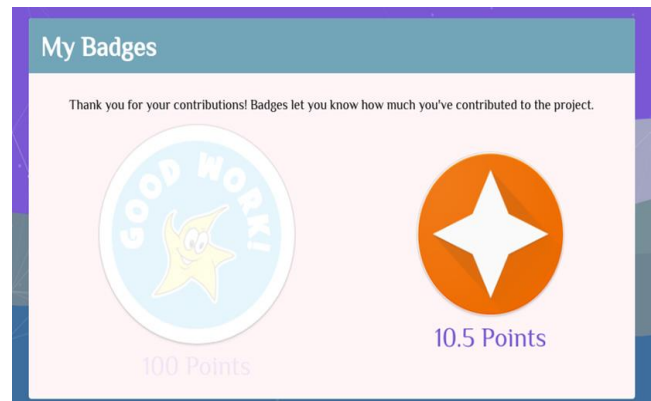 My Badges
Thank you for your contributions! Badges let you know how much you've contributed to the project.
GOOD WORK!
100 Points
10.5 Points